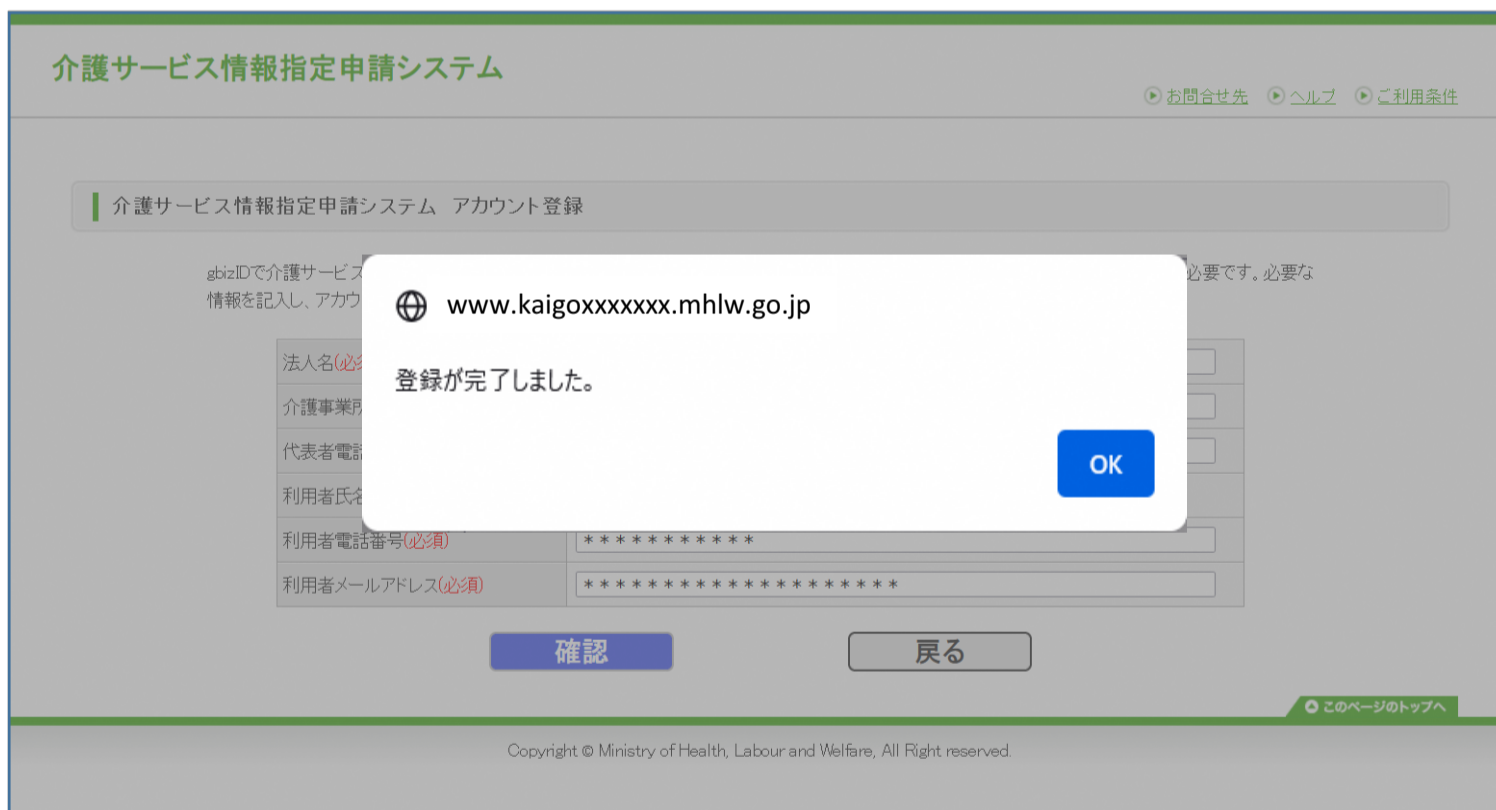 介護サービス情報指定申請システム
お問合せ先 ヘルプ ご利用条件
介護サービス情報指定申請システム アカウント登録
gbizIDで介護サービス
必要です。必要な
情報を記入し、アカウ
www.kaigoxxxxxxx.mhlw.go.jp
登録が完了しました。
OK
法人名(必
介護事業所
代表者電話
利用者氏名
利用者電話番号(必須) ***********
利用者メールアドレス(必須) ********************
確認 戻る
このページのトップへ
Copyright © Ministry of Health, Labour and Welfare, All Right reserved.